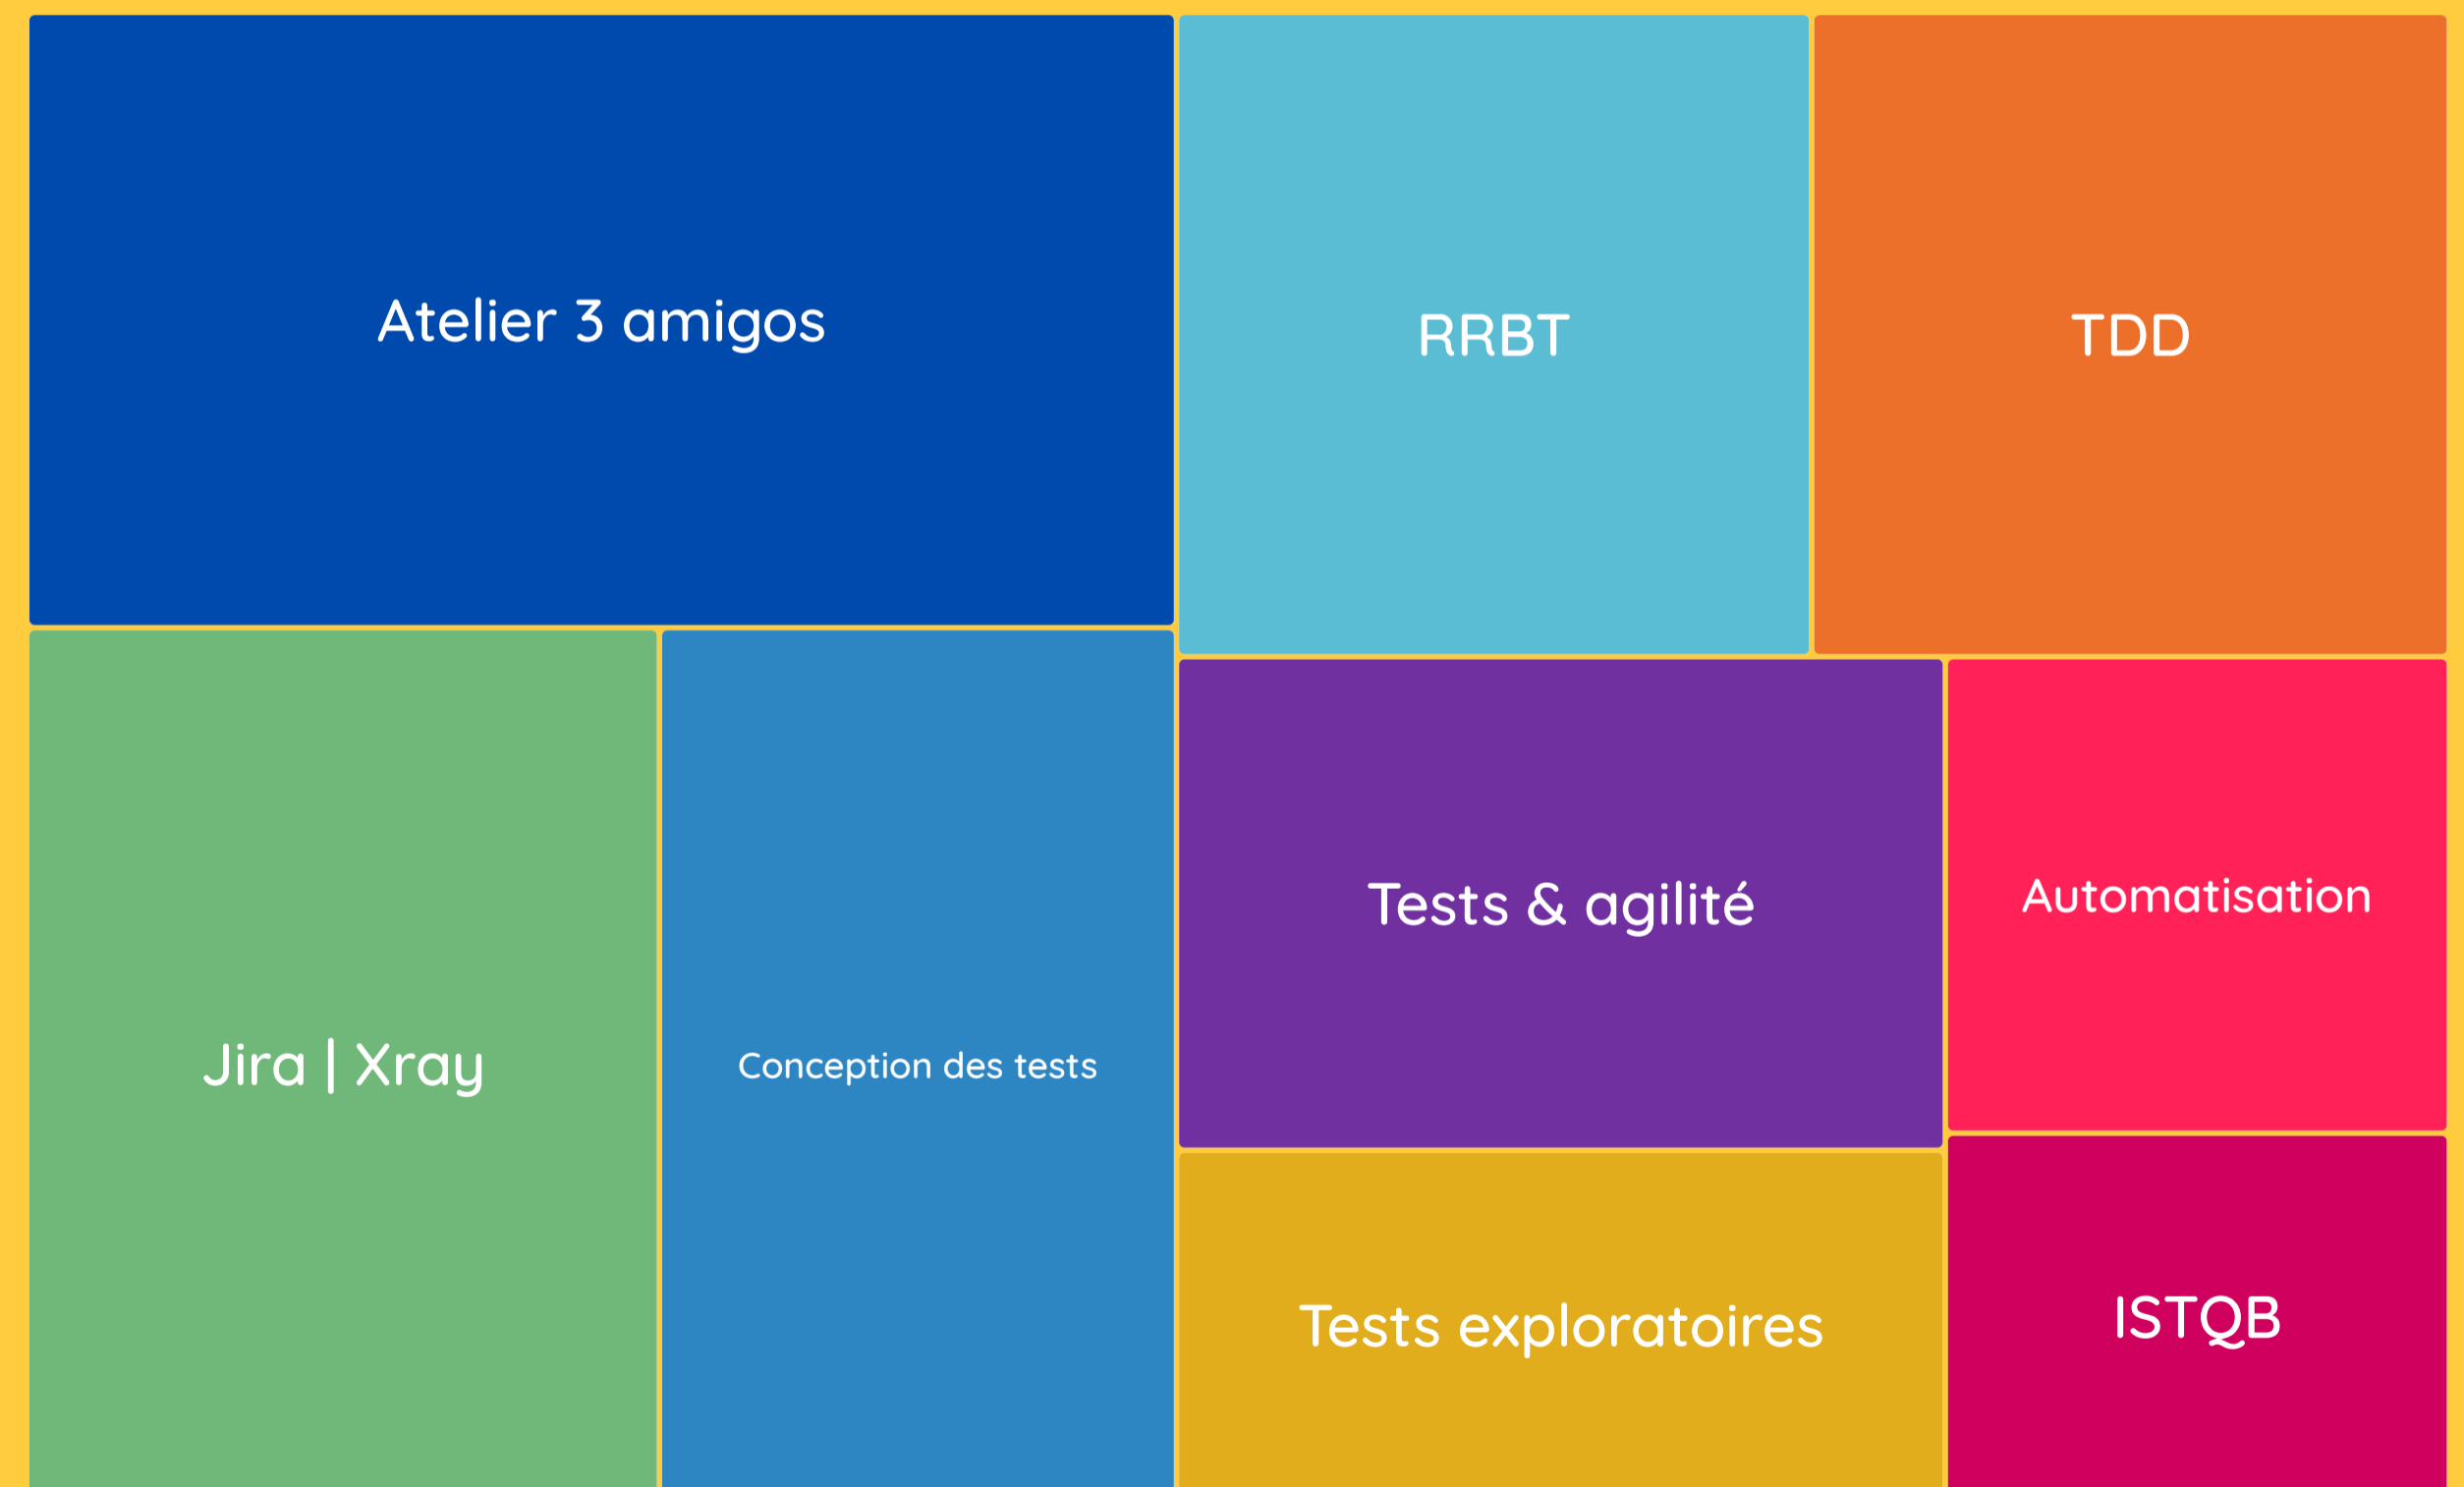 Atelier 3 amigos
RRBT
TDD
Tests & agilité
Automatisation
Jira | Xray
Conception des tests
Tests exploratoires
ISTQB